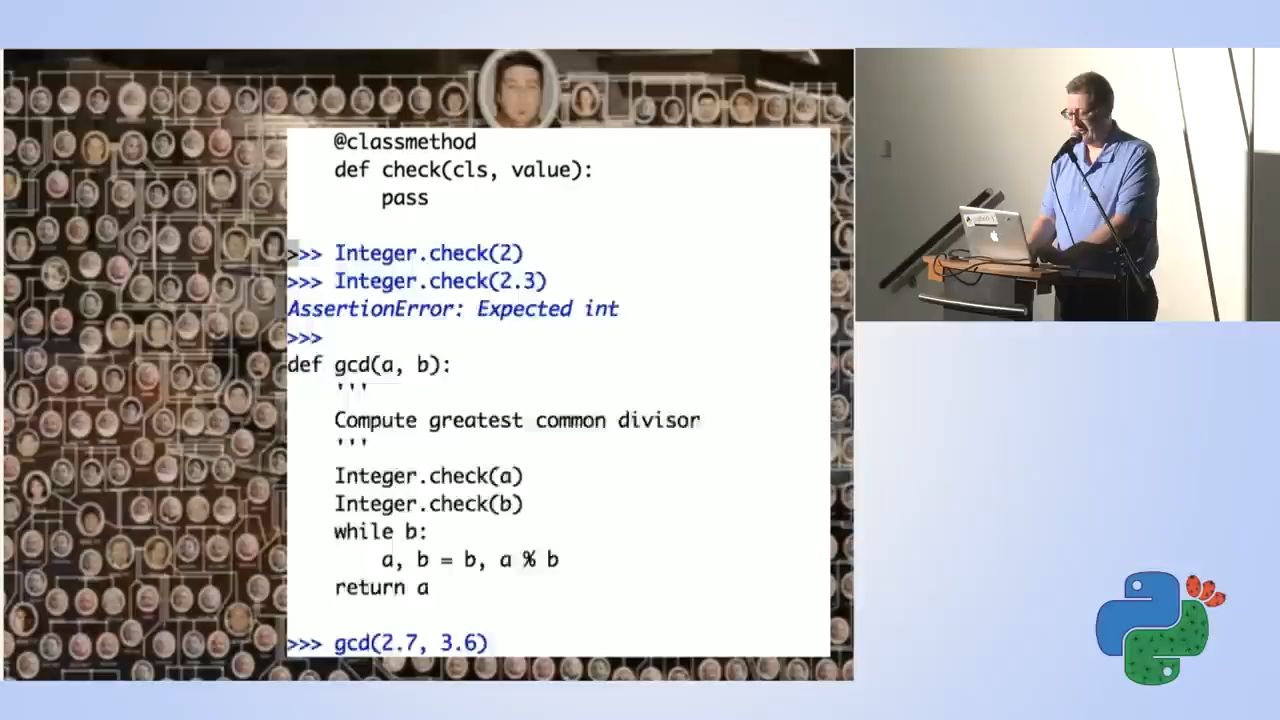 @classmethod
def check(cls, value):
pass
>>> Integer.check(2)
>>> Integer.check(2.3)
AssertionError: Expected int
>>>
def gcd(a, b):
'''
Compute greatest common divisor
'''
Integer.check(a)
Integer.check(b)
while b:
a, b = b, a % b
return a
>>> gcd(2.7, 3.6)